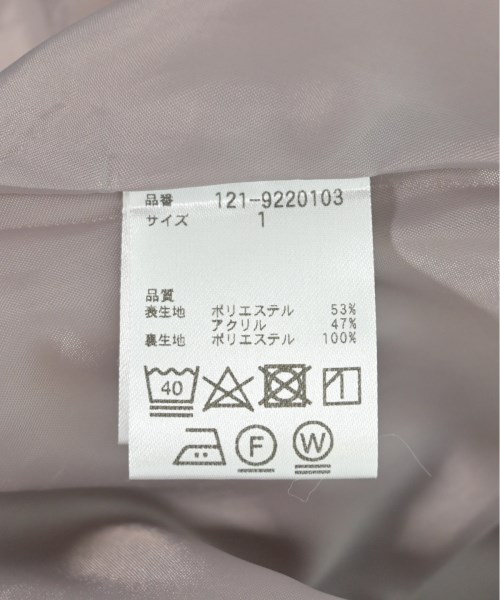 品番 121-9220103
サイズ 1
品質
表生地 ポリエステル 53%
アクリル 47%
裏生地 ポリエステル 100%
40
F W